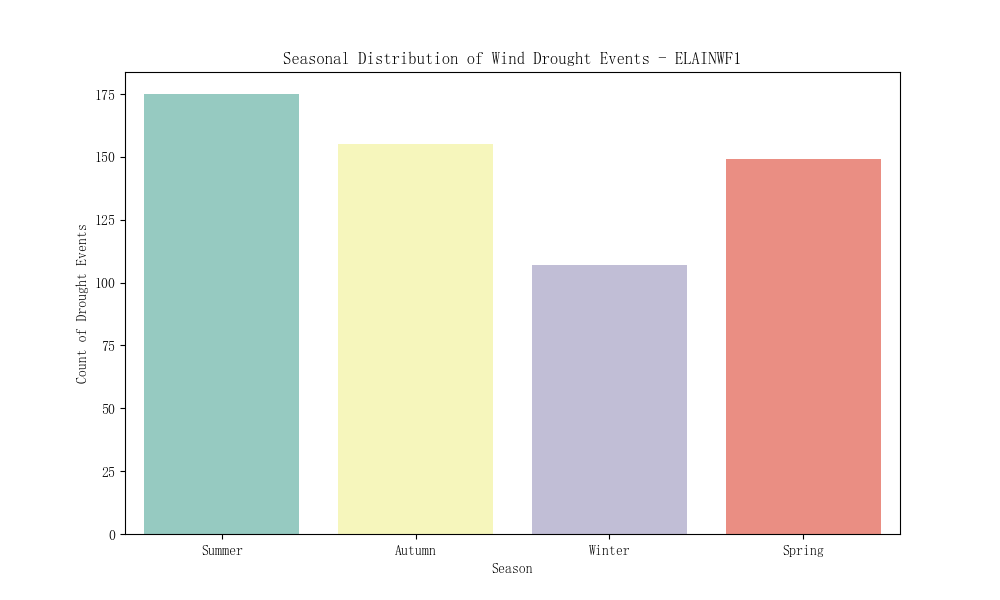 Seasonal Distribution of Wind Drought Events - ELAINWF1
175
150
125
100
75
50
25
0
Count of Drought Events
Summer Autumn Winter Spring
Season